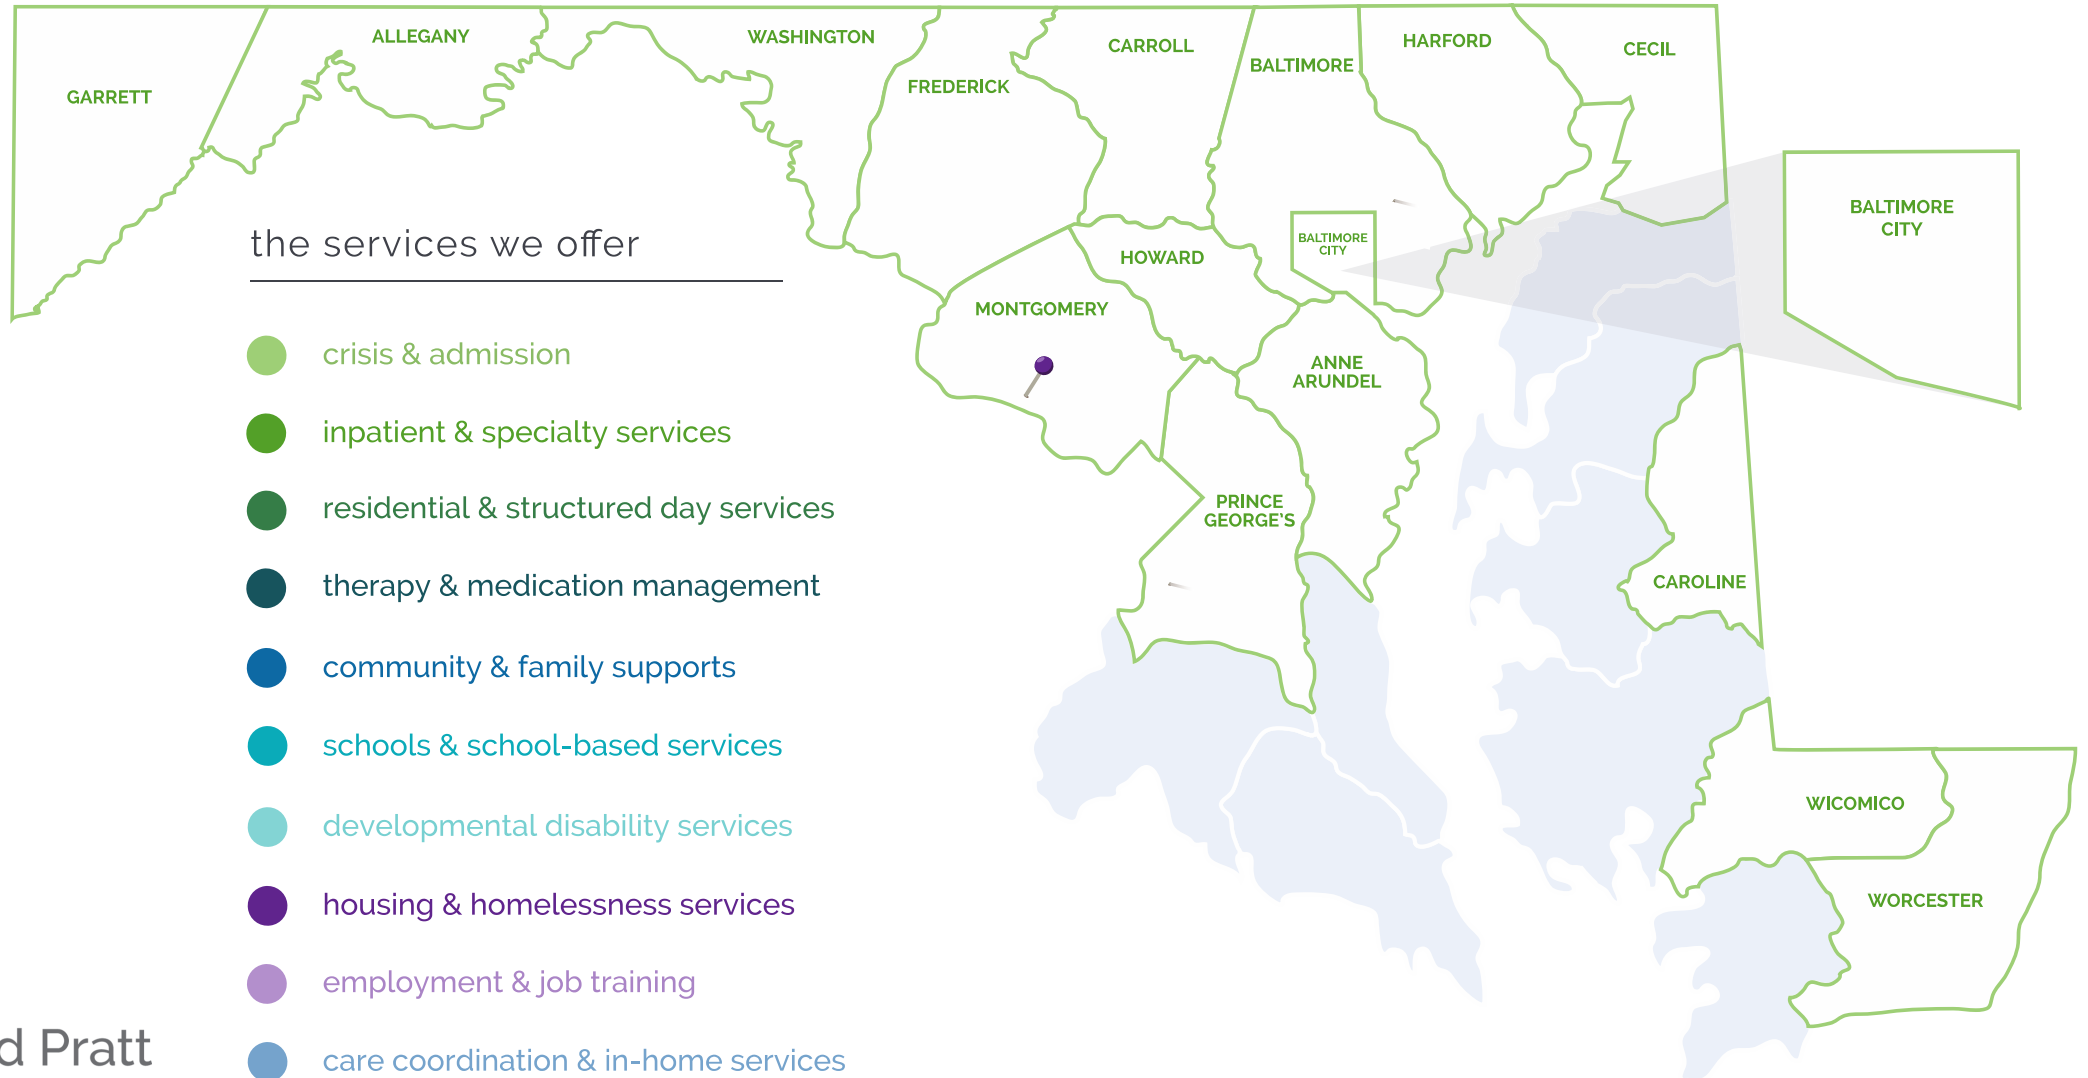 ALLEGANY
WASHINGTON
CARROLL
HARFORD
CECIL
BALTIMORE
FREDERICK
GARRETT
BALTIMORE
CITY
BALTIMORE
CITY
HOWARD
MONTGOMERY
ANNE
ARUNDEL
PRINCE
GEORGE'S
CAROLINE
WICOMICO
WORCESTER
the services we offer
crisis & admission
inpatient & specialty services
residential & structured day services
therapy & medication management
community & family supports
schools & school-based services
developmental disability services
housing & homelessness services
employment & job training
care coordination & in-home services
d Pratt